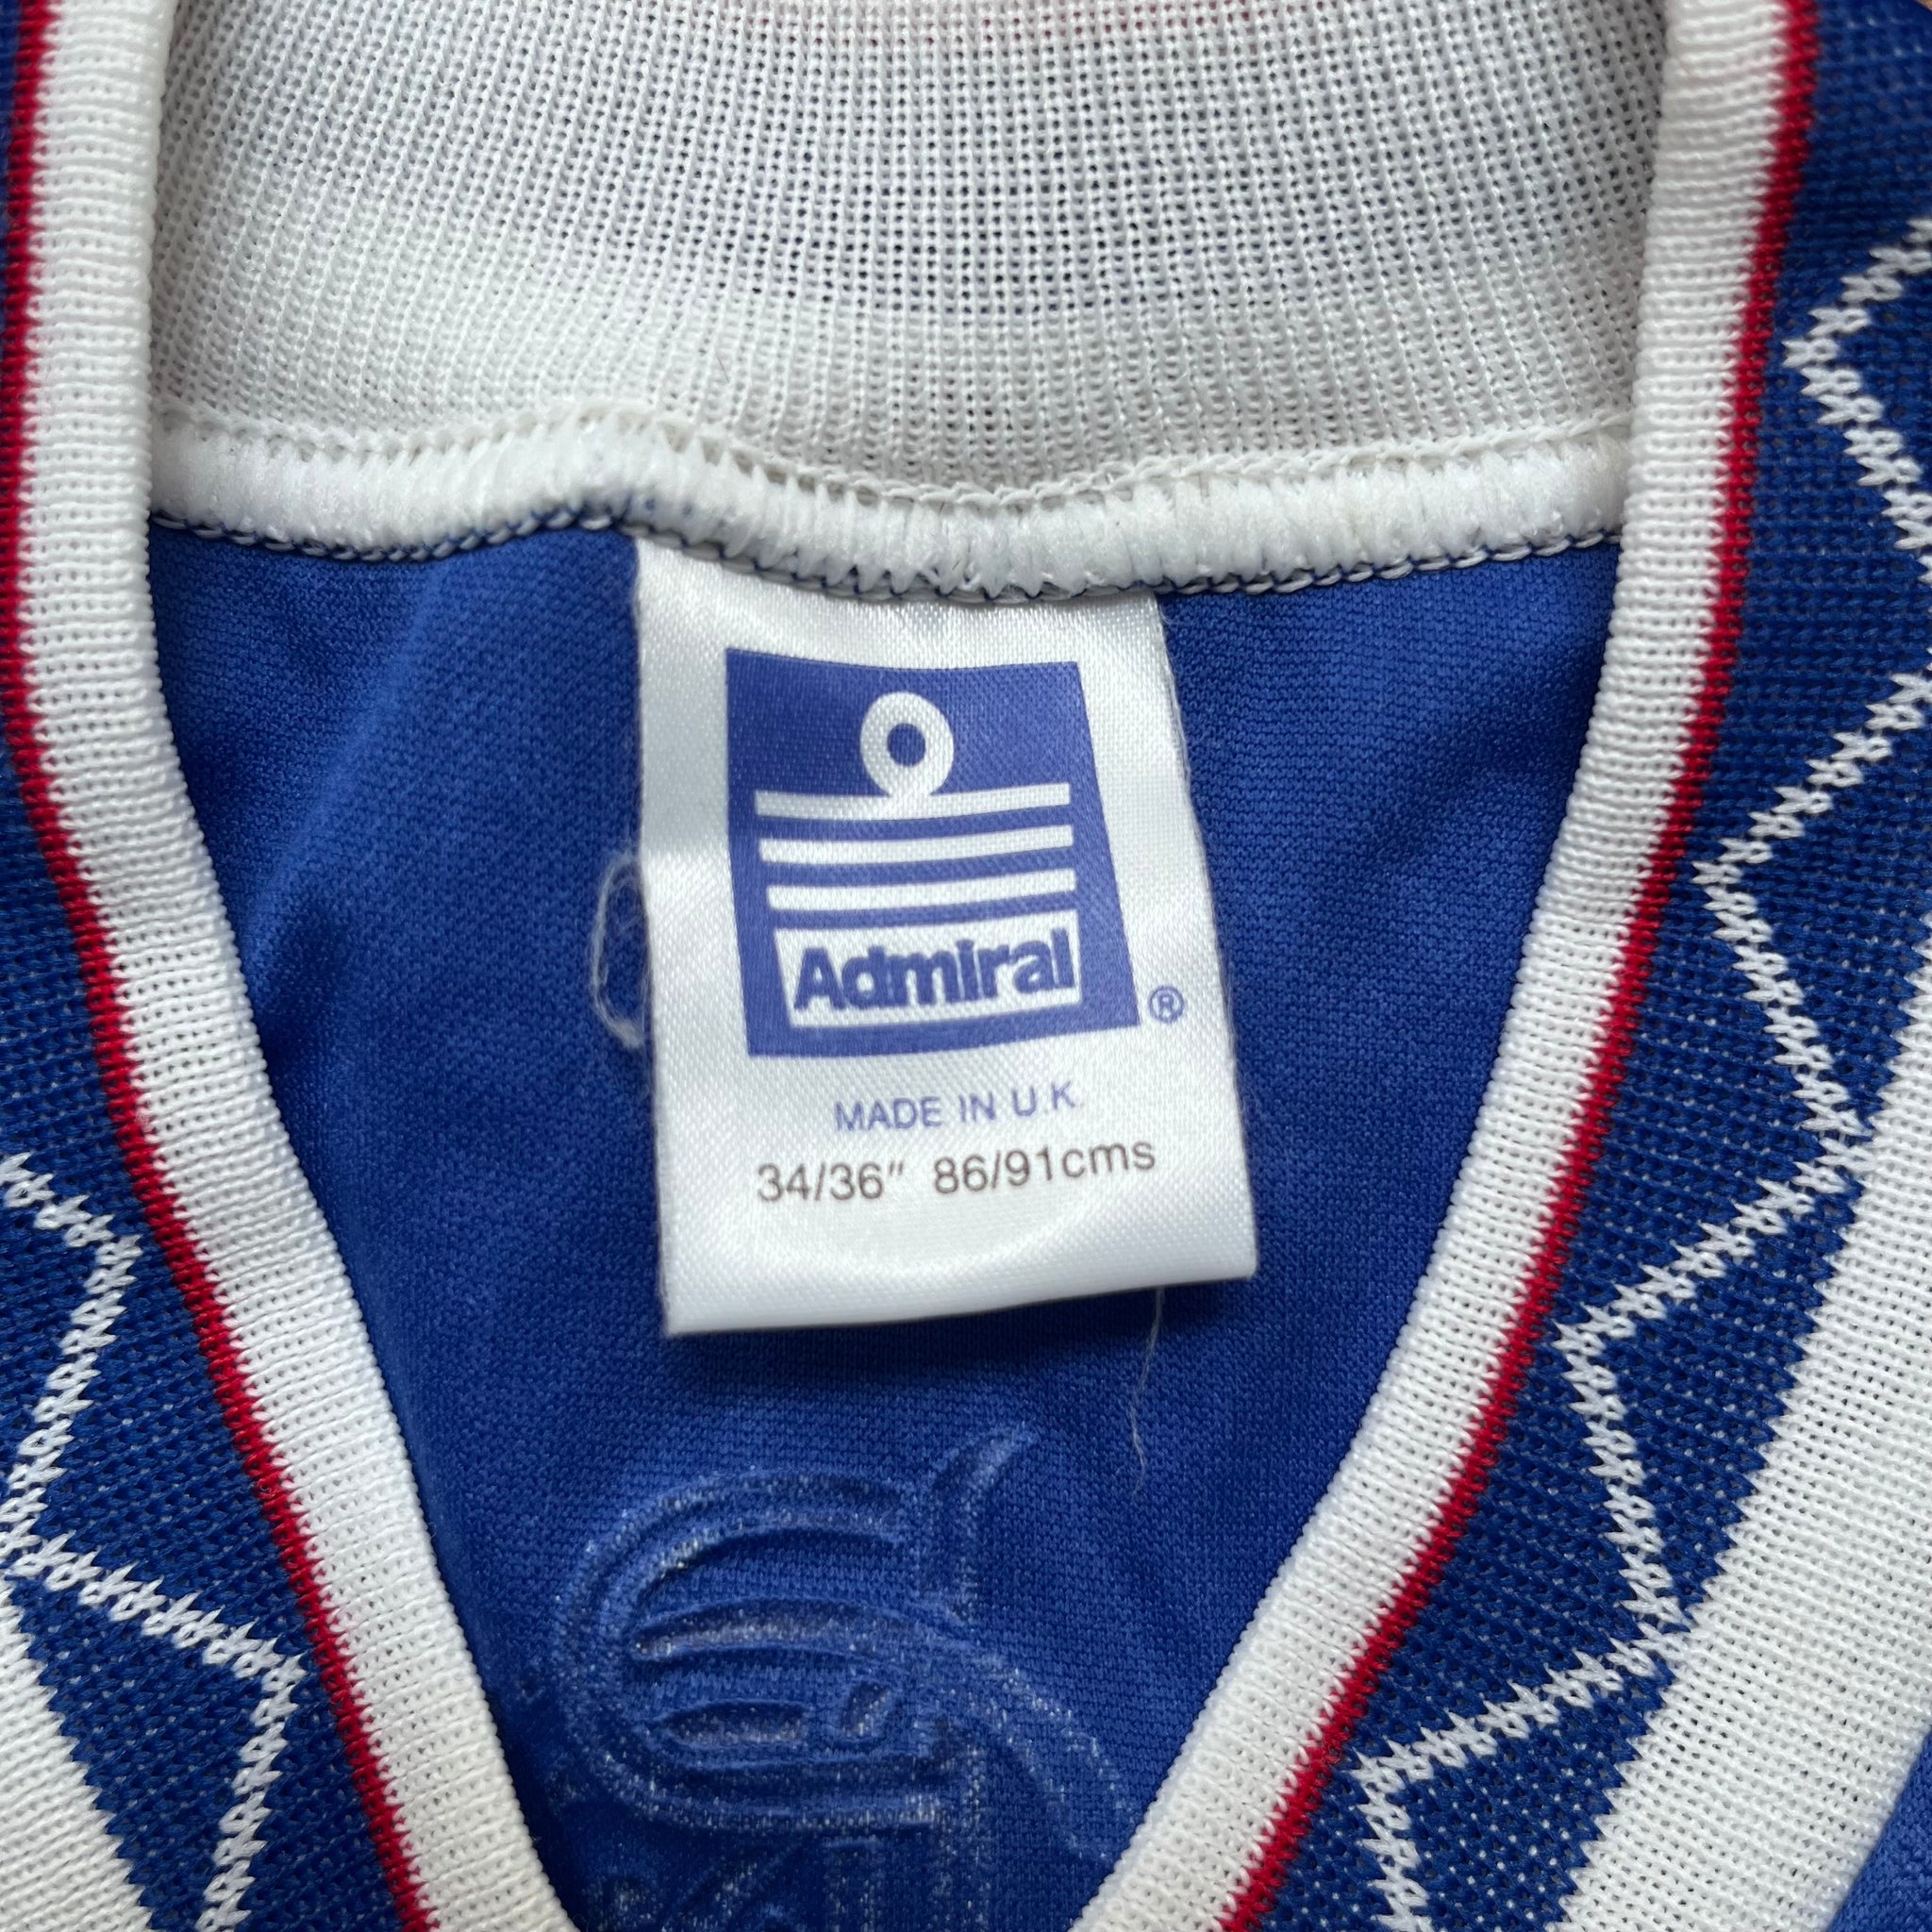 Admiral
®
MADE IN U.K.
34/36" 86/91cms